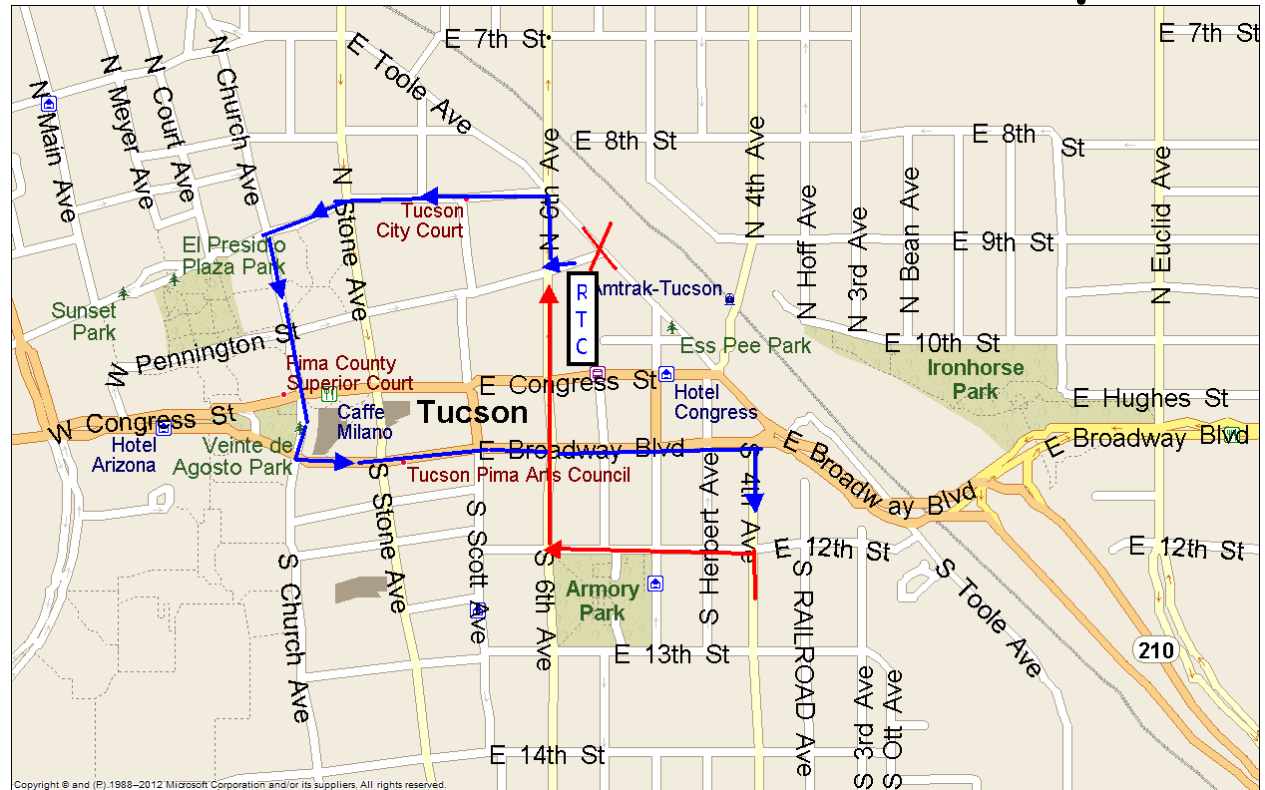 E 7th St
E 7th St
E Toole Ave
N Church Ave
N Court Ave
N Meyer Ave
N Main Ave
N 6th Ave
E 8th St
E 8th St
N 4th Ave
N Hoff Ave
N 3rd Ave
N Bean Ave
N Euclid Ave
N Stone Ave
Tucson
City Court
El Presidio
Plaza Park
E 9th St
Sunset
Park
R
T
C
Amtrak-Tucson
Ess Pee Park
E 10th St
Ironhorse
Park
W Pennington St
Pima County
Superior Court
E Congress St
Hotel
Congress
E Hughes St
W Congress St
Caffe
Milano
Tucson
Hotel
Arizona
Veinte de
Agosto Park
E Broadway Blvd
E Broadway Blvd
E Broadway Blvd
Tucson Pima Arts Council
S Stone Ave
S Scott Ave
S Herbert Ave
S 4th Ave
E 12th St
E 12th St
S Church Ave
S 6th Ave
Armory
Park
S RAILROAD Ave
S Toole Ave
E 13th St
210
S 3rd Ave
S Ott Ave
E 14th St
Copyright © and (P) 1988–2012 Microsoft Corporation and/or its suppliers. All rights reserved.